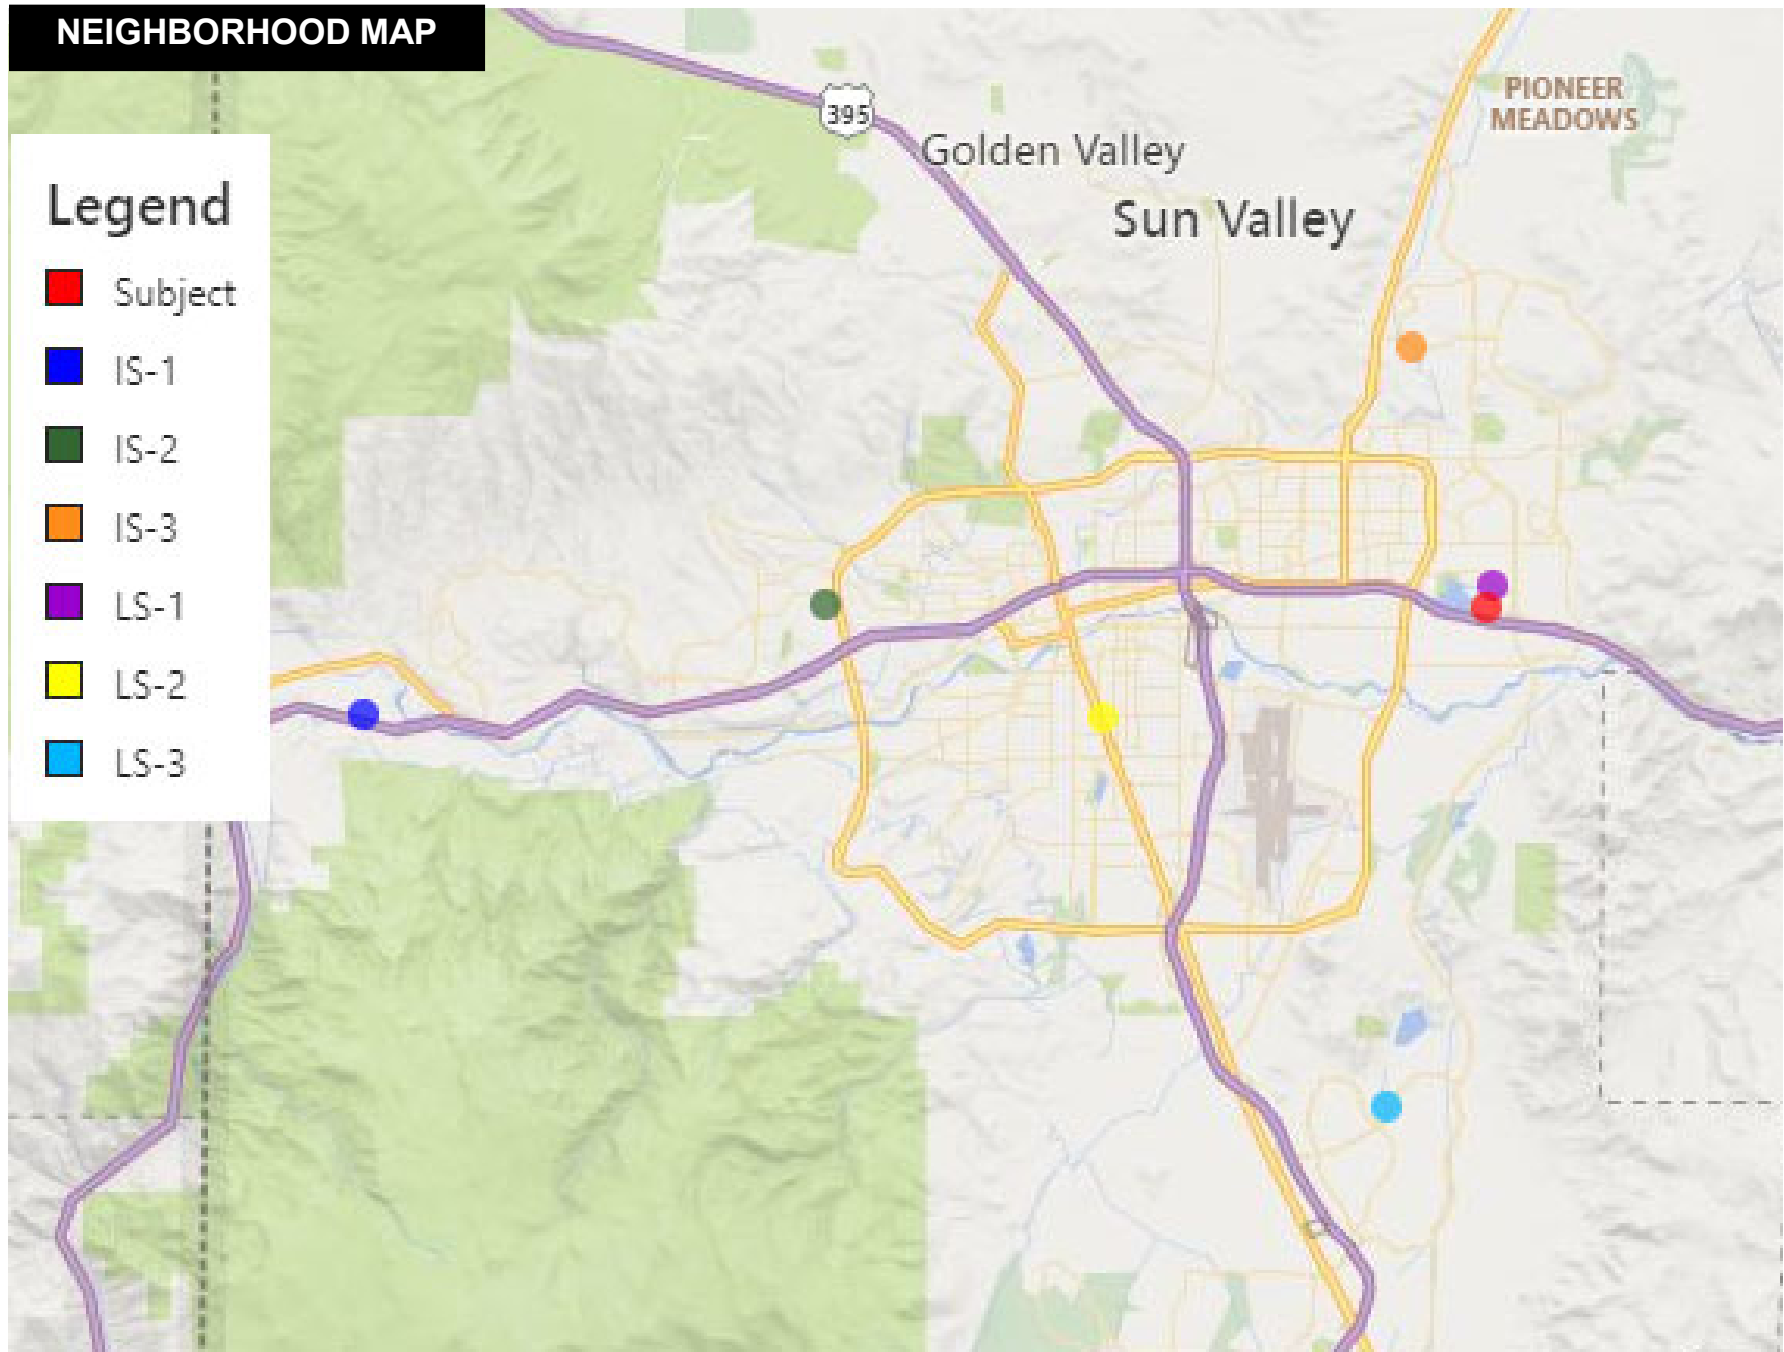 NEIGHBORHOOD MAP
395
Golden Valley
Sun Valley
PIONEER
MEADOWS
Legend
Subject
IS-1
IS-2
IS-3
LS-1
LS-2
LS-3